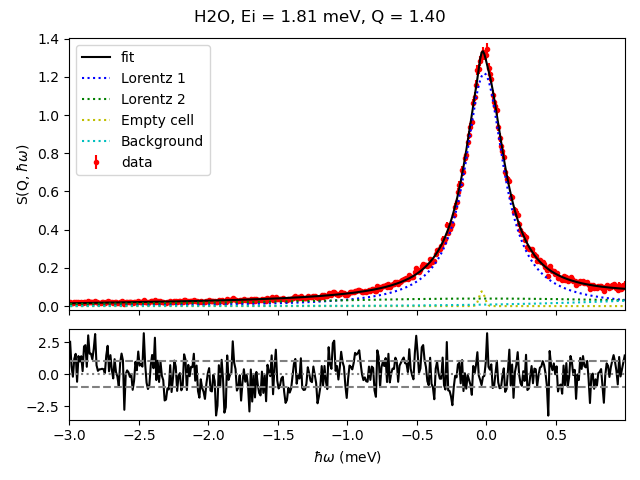 H2O, Ei = 1.81 meV, Q = 1.40
1.4
1.2
1.0
0.8
0.6
0.4
0.2
0.0
S(Q, ℏω)
fit
Lorentz 1
Lorentz 2
Empty cell
Background
data
2.5
0.0
−2.5
−3.0 −2.5 −2.0 −1.5 −1.0 −0.5 0.0 0.5
ℏω (meV)